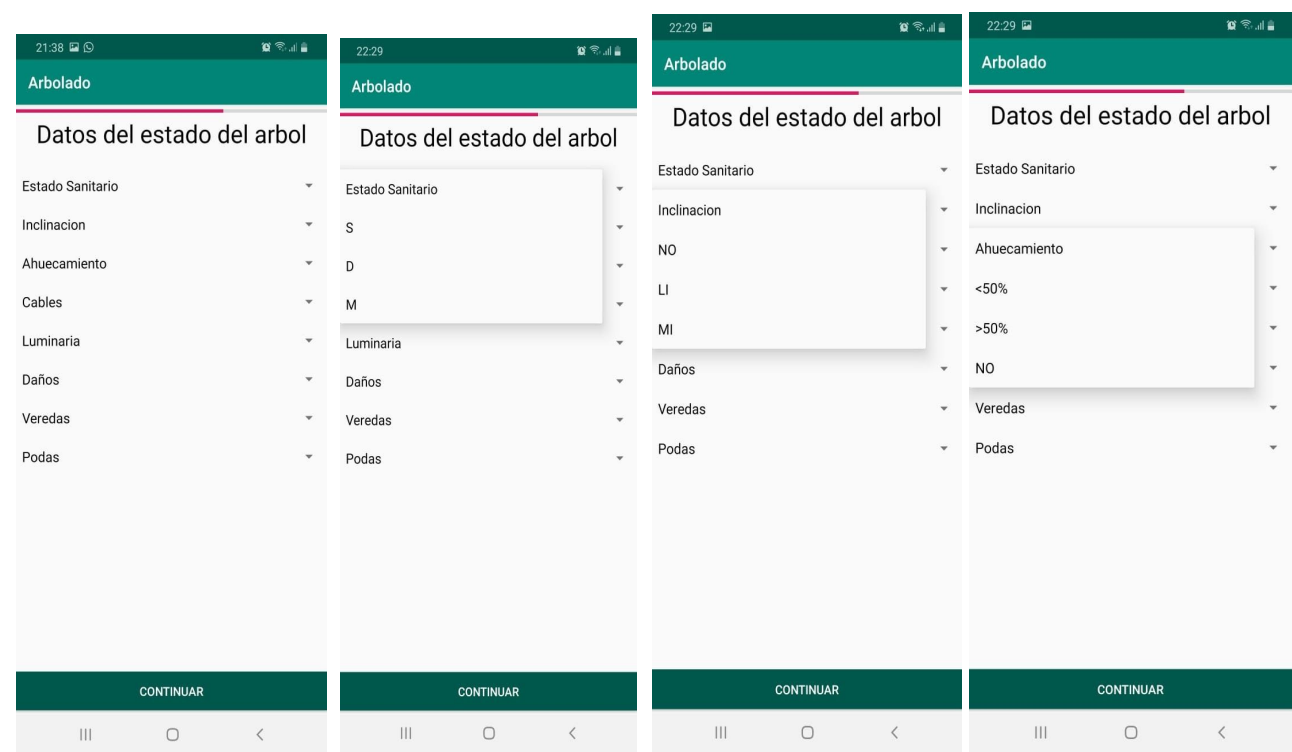 21:38
Arbolado
Datos del estado del arbol
Estado Sanitario
Inclinacion
Ahuecamiento
Cables
Luminaria
Daños
Veredas
Podas
CONTINUAR
22:29
Arbolado
Datos del estado del arbol
Estado Sanitario
S
D
M
Luminaria
Daños
Veredas
Podas
CONTINUAR
22:29
Arbolado
Datos del estado del arbol
Estado Sanitario
Inclinacion
NO
LI
MI
Daños
Veredas
Podas
CONTINUAR
22:29
Arbolado
Datos del estado del arbol
Estado Sanitario
Inclinacion
Ahuecamiento
<50%
>50%
NO
Veredas
Podas
CONTINUAR